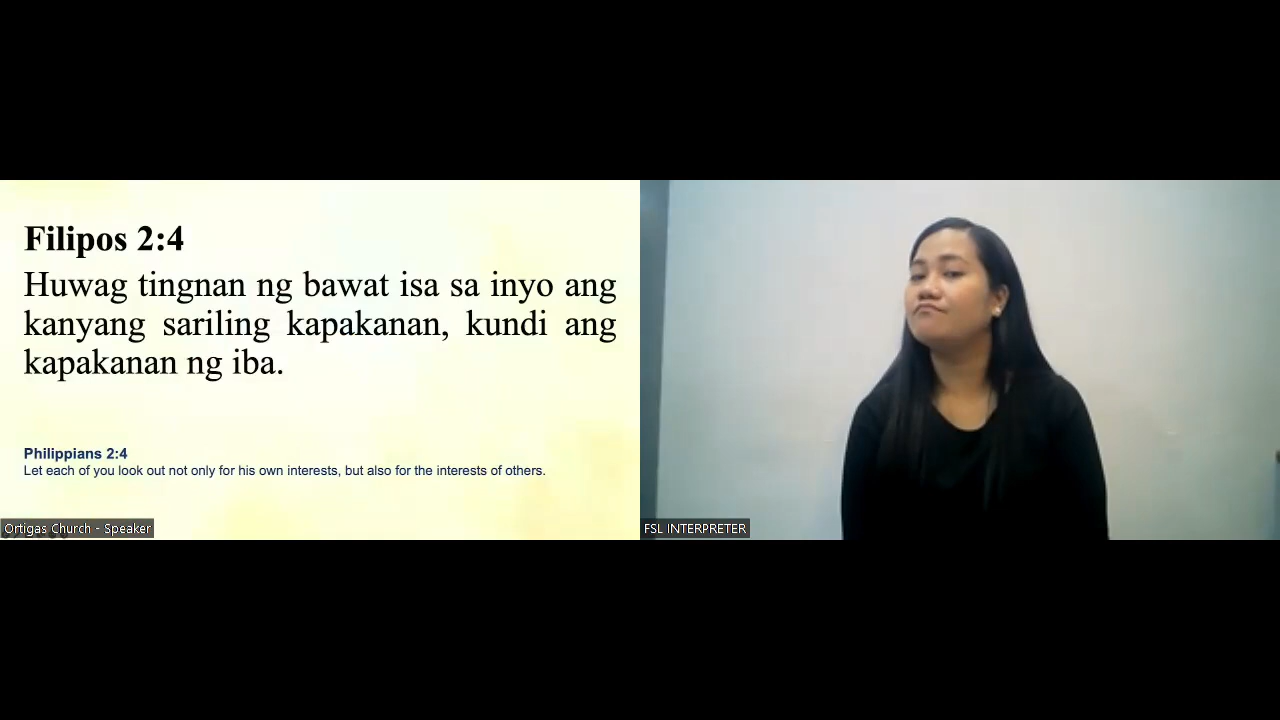 Filipos 2:4
Huwag tingnan ng bawat isa sa inyo ang
kanyang sariling kapakanan, kundi ang
kapakanan ng iba.
Philippians 2:4
Let each of you look out not only for his own interests, but also for the interests of others.
Ortigas Church - Speaker
FSL INTERPRETER